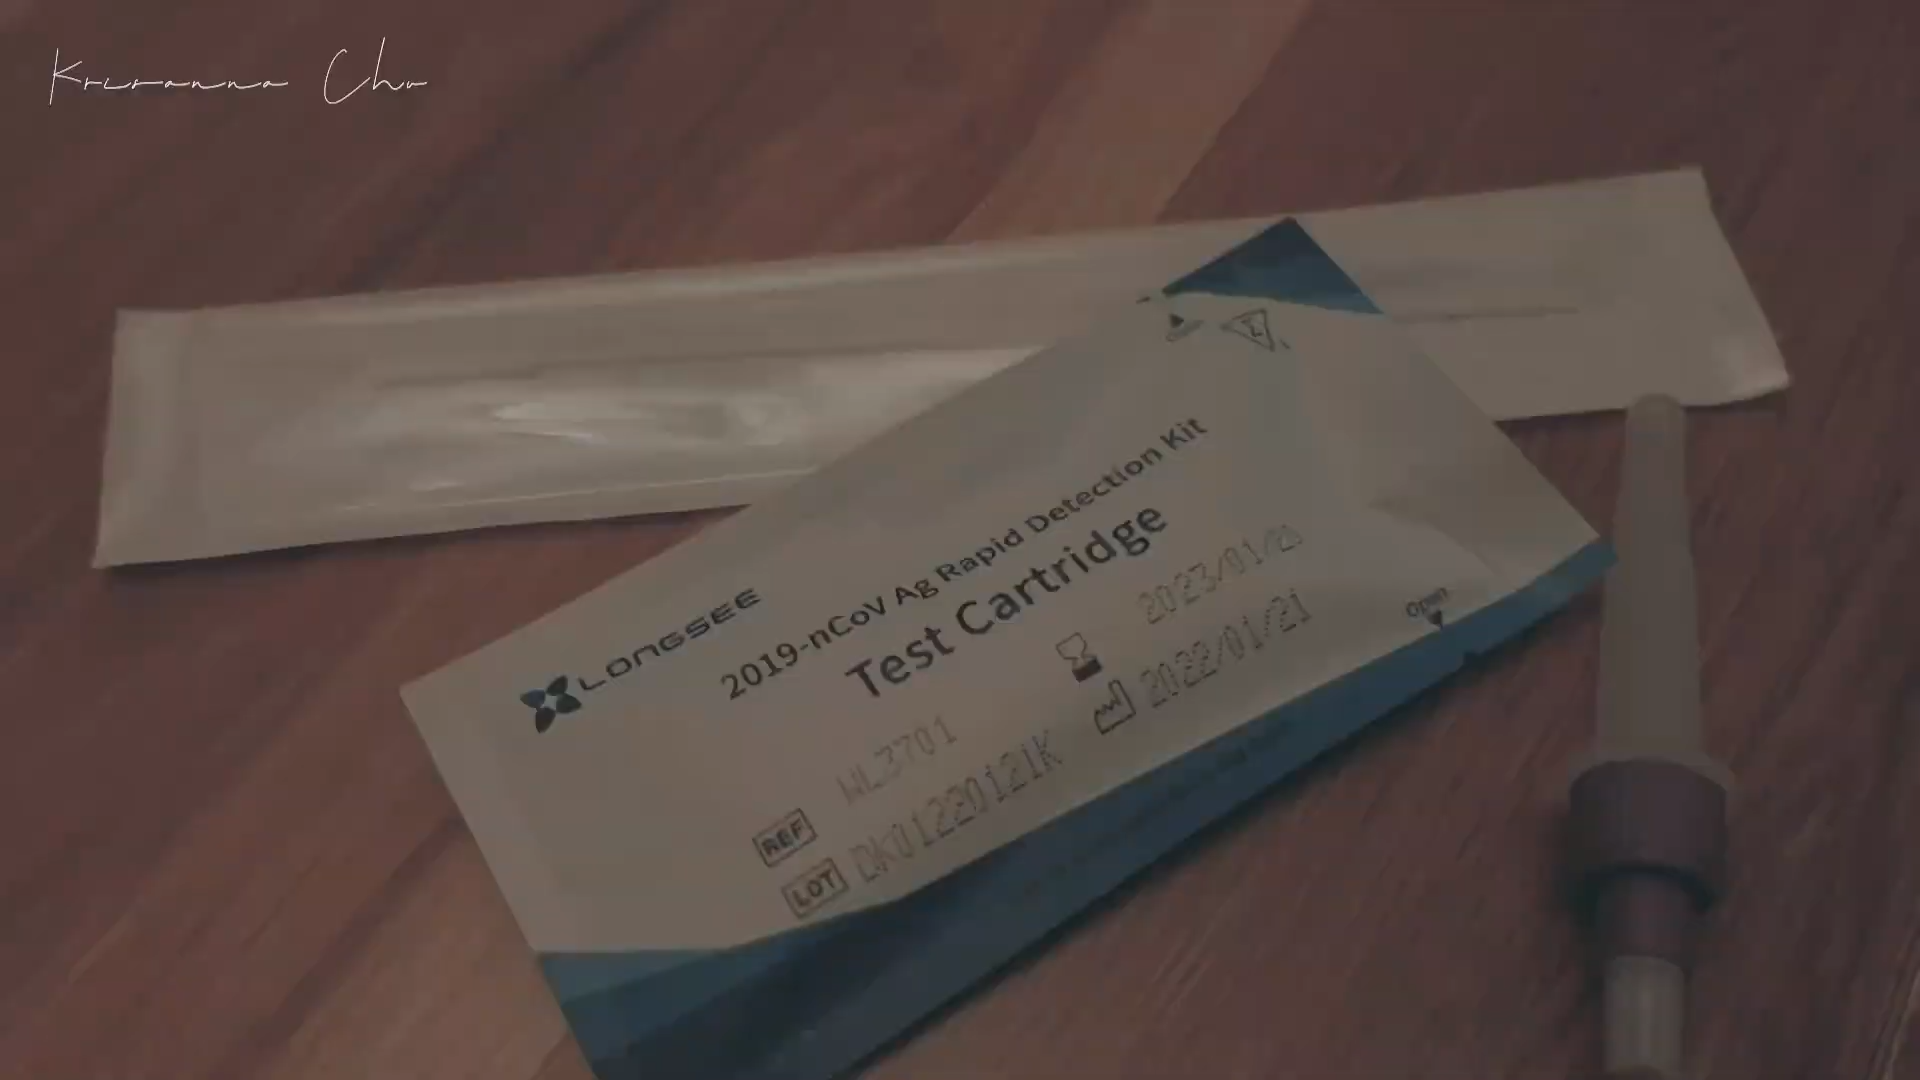 LONGSEE
2019-nCoV Ag Rapid Detection Kit
Test Cartridge
2023/01/20
2022/01/21
Open
REF WL3701
LOT DK01220121K